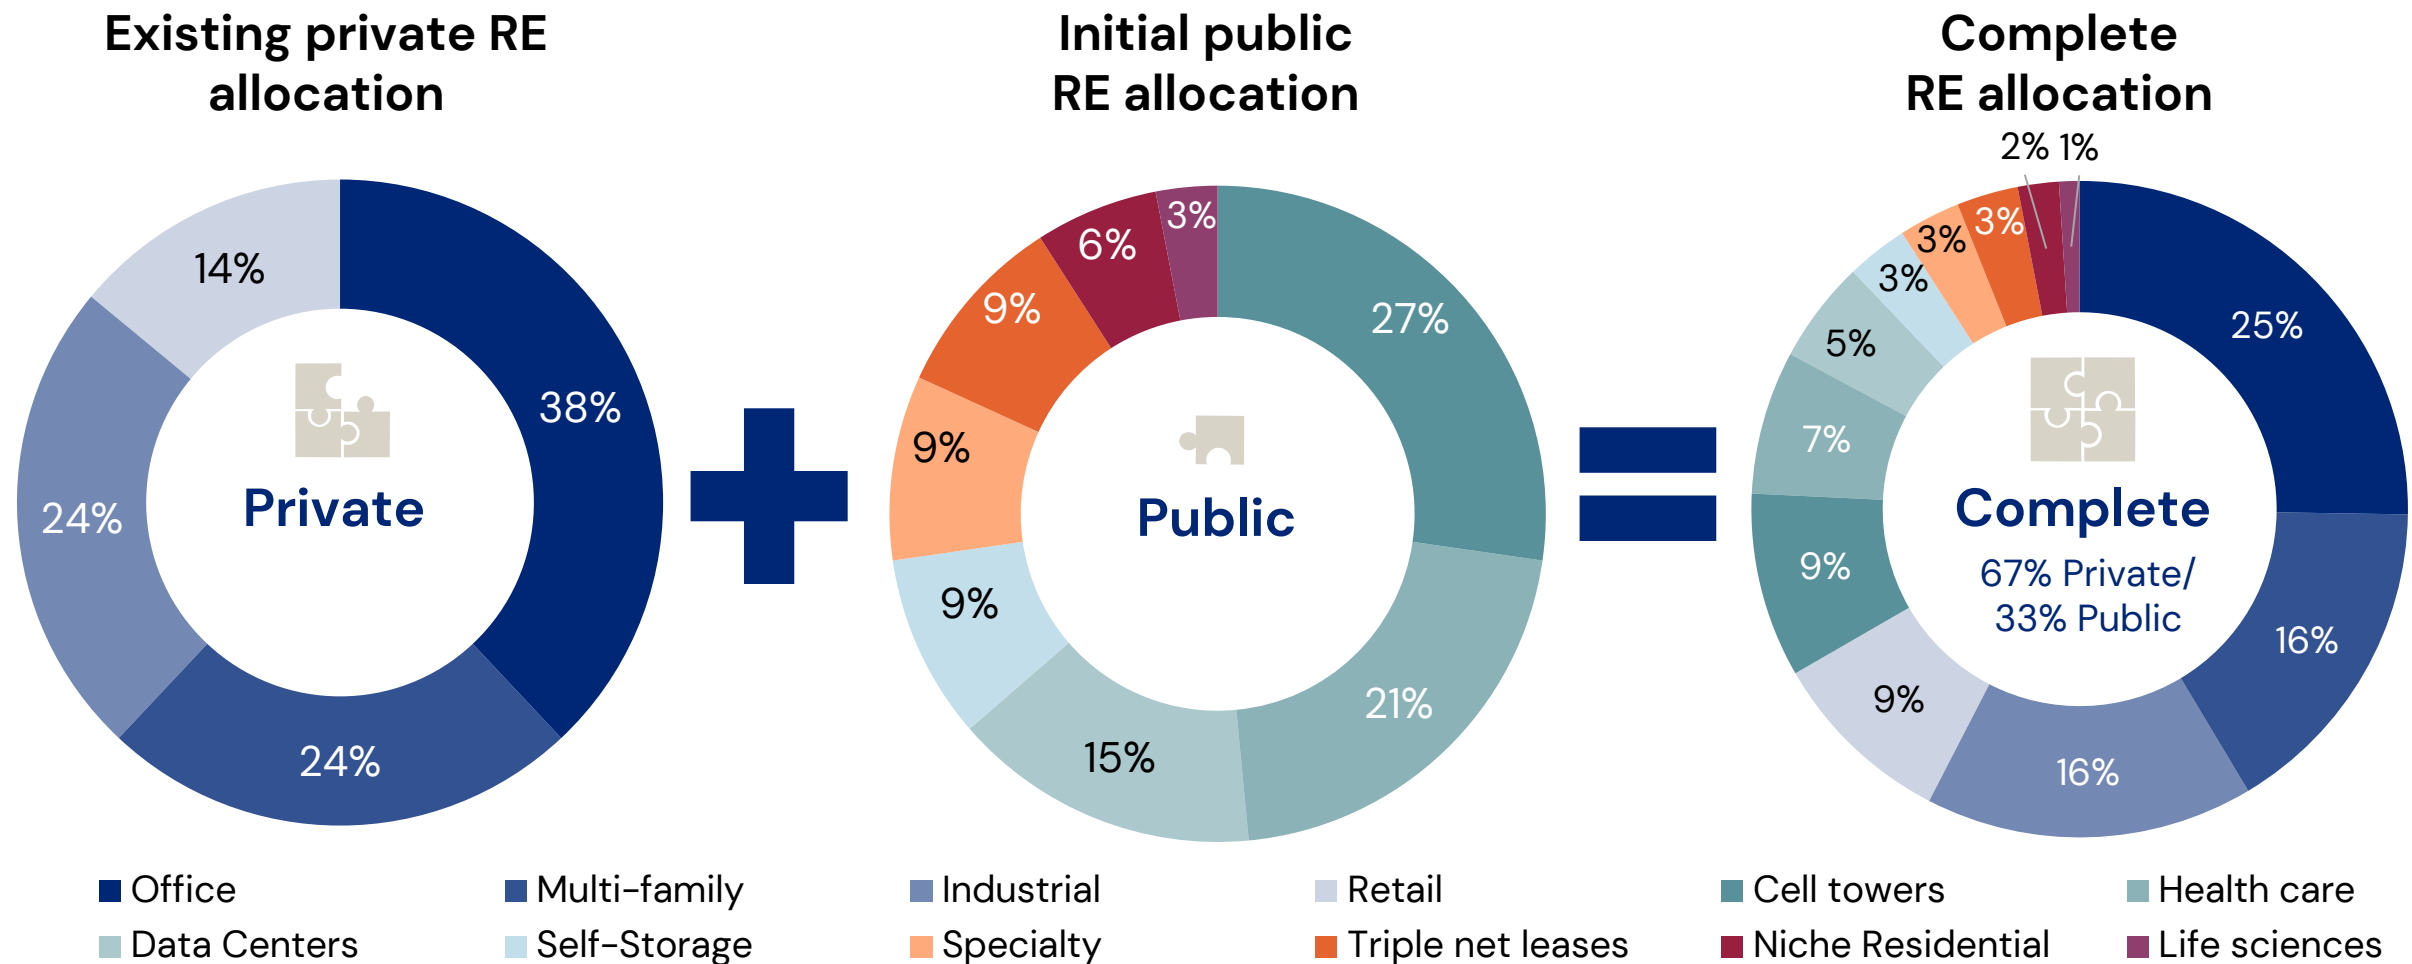 Existing private RE
allocation
14%
38%
24%
24%
Private
Initial public
RE allocation
3%
6%
27%
9%
9%
9%
15%
21%
Public
Complete
RE allocation
2% 1%
3%
3%
3%
25%
5%
7%
9%
9%
16%
16%
Complete
67% Private/
33% Public
Office
Multi-family
Industrial
Retail
Cell towers
Health care
Data Centers
Self-Storage
Specialty
Triple net leases
Niche Residential
Life sciences